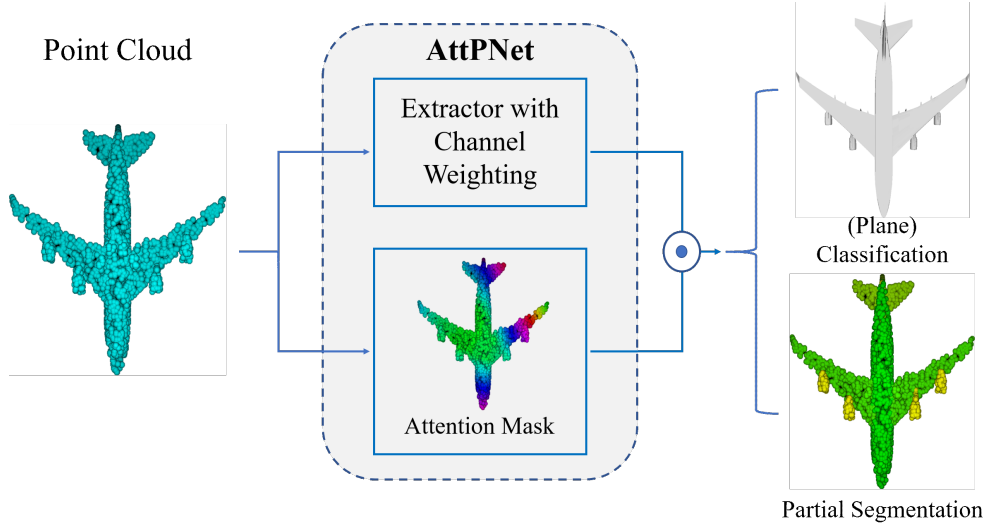 Point Cloud
AttPNet
Extractor with
Channel
Weighting
Attention Mask
(Plane)
Classification
Partial Segmentation